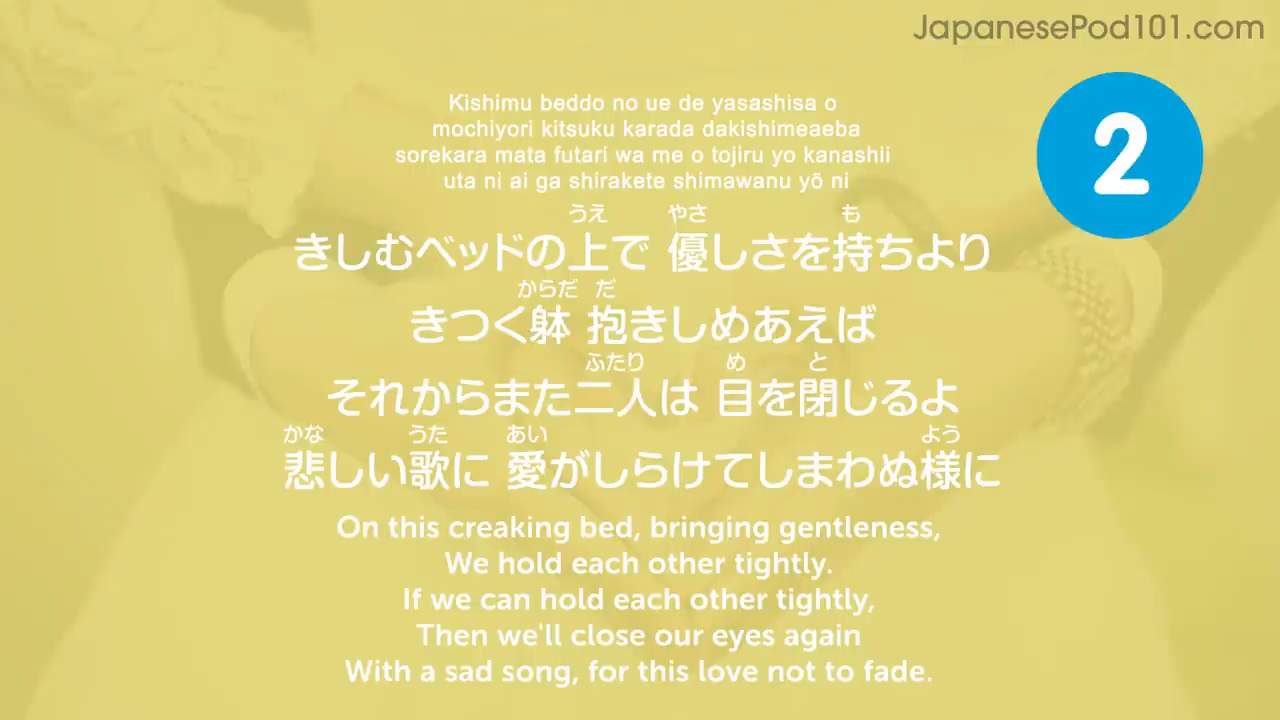 JapanesePod101.com
2
Kishimu beddo no ue de yasashisa o
mochiyori kitsuku karada dakishimeaeba
sorekara mata futari wa me o tojiru yo kanashii
uta ni ai ga shirakete shimawanu yō ni
うえ やさ も
きしむベッドの上で 優しさを持ちより
からだ だ
きつく躰 抱きしめあえば
ふたり め と
それからまた二人は 目を閉じるよ
かな うた あい よう
悲しい歌に 愛がしらけてしまわぬ様に
On this creaking bed, bringing gentleness,
We hold each other tightly.
If we can hold each other tightly,
Then we'll close our eyes again
With a sad song, for this love not to fade.